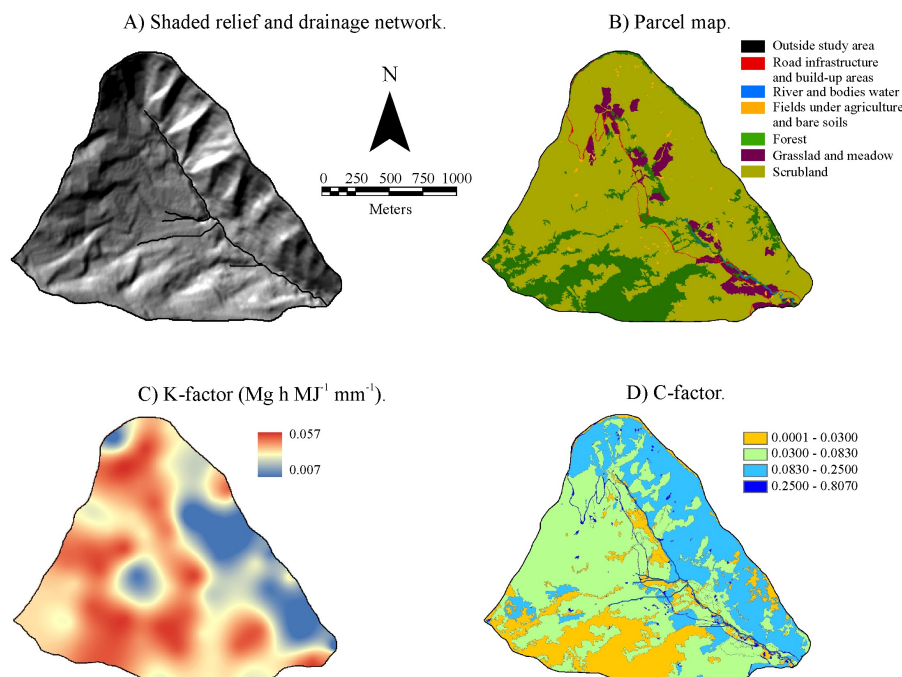 A) Shaded relief and drainage network.
N
0 250 500 750 1000
Meters
B) Parcel map.
Outside study area
Road infrastructure
and build-up areas
River and bodies water
Fields under agriculture
and bare soils
Forest
Grasslad and meadow
Scrubland
C) K-factor (Mg h MJ⁻¹ mm⁻¹).
0.057
0.007
D) C-factor.
0.0001 - 0.0300
0.0300 - 0.0830
0.0830 - 0.2500
0.2500 - 0.8070